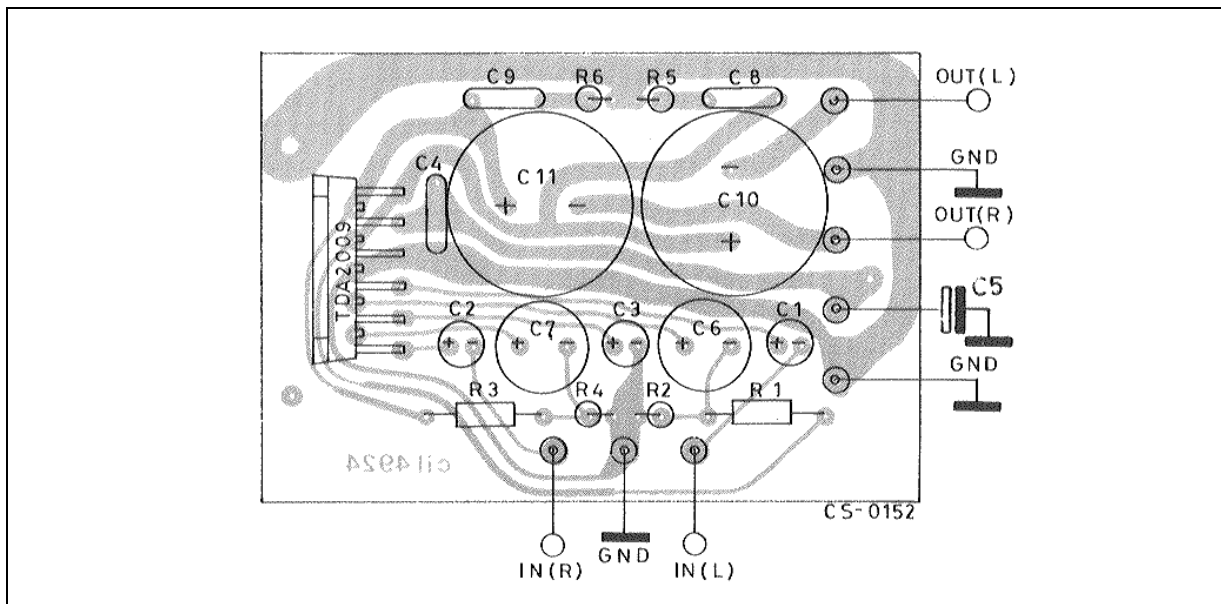 C9 R6 R5 C8
OUT(L)
C4
C11
GND
C10
OUT(R)
TDA2009
C5
C2 C7 C3 C6 C1
GND
R3 R4 R2 R1
cil4924
CS-0152
IN(R) GND IN(L)